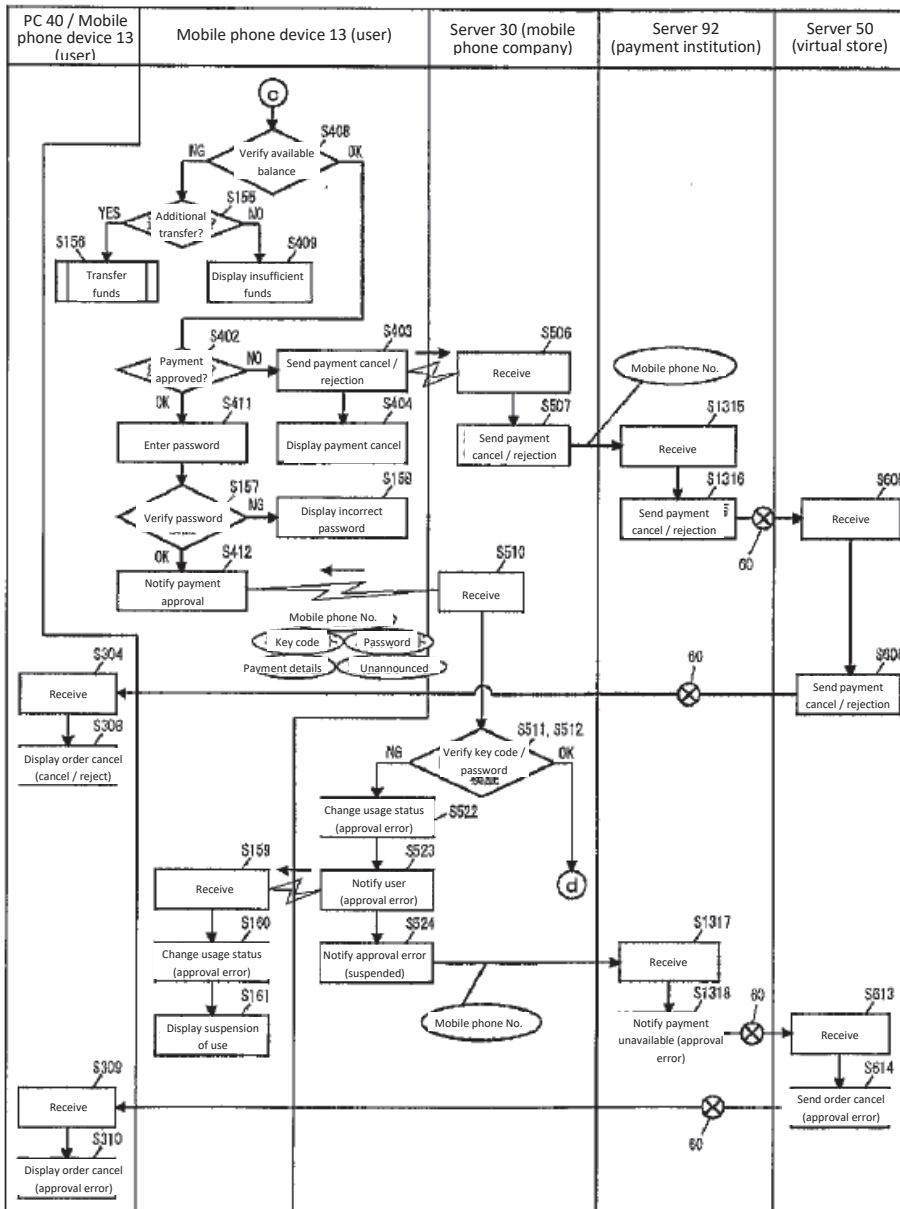 PC 40 / Mobile
phone device 13
(user)
Mobile phone device 13 (user)
Server 30 (mobile
phone company)
Server 92
(payment institution)
Server 50
(virtual store)
c
S408
NG
Verify available
balance
OK
S155
YES
Additional
transfer?
NO
S156
Transfer
funds
S409
Display insufficient
funds
S402
Payment
approved?
NO
OK
S403
Send payment cancel /
rejection
S506
Receive
Mobile phone No.
S411
Enter password
S404
Display payment cancel
S507
Send payment
cancel / rejection
S1315
Receive
S157
Verify password
NG
OK
S158
Display incorrect
password
S1316
Send payment
cancel / rejection
60
Receive
S412
Notify payment
approval
S510
Receive
Mobile phone No.
Key code
Password
Payment details
Unannounced
S304
Receive
60
Send payment
cancel / rejection
S308
Display order cancel
(cancel / reject)
S511, S512
NG
Verify key code /
password
OK
Change usage status
(approval error)
S522
d
S159
Receive
S523
Notify user
(approval error)
S160
Change usage status
(approval error)
S524
Notify approval error
(suspended)
S1317
Receive
S161
Display suspension
of use
Mobile phone No.
S1318
Notify payment
unavailable (approval
error)
60
S613
Receive
S309
Receive
60
S614
Send order cancel
(approval error)
S310
Display order cancel
(approval error)